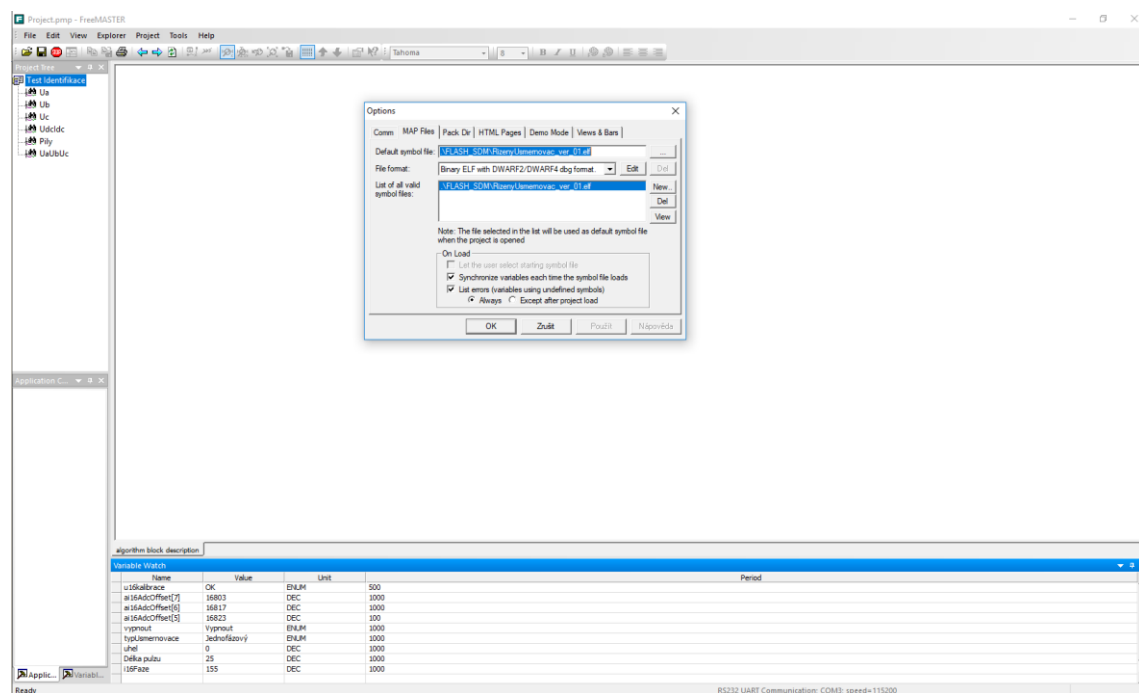 Project.pmp - FreeMASTER
File Edit View Explorer Project Tools Help
Tahoma 8 B I U
Project Tree
Test Identifikace
Ua
Ub
Uc
UdcIdc
Pily
UaUbUc
Options
Comm MAP Files Pack Dir HTML Pages Demo Mode Views & Bars
Default symbol file: .\FLASH_SDM\RizenyUsmernovac_ver_01.elf ...
File format: Binary ELF with DWARF2/DWARF4 dbg format. Edit Del
List of all valid symbol files: .\FLASH_SDM\RizenyUsmernovac_ver_01.elf New..
Del
View
Note: The file selected in the list will be used as default symbol file
when the project is opened
On Load
Let the user select starting symbol file
Synchronize variables each time the symbol file loads
List errors (variables using undefined symbols)
Always Except after project load
OK Zrušit Použít Nápověda
Application C...
algorithm block description
Variable Watch
Name Value Unit Period
u16kalibrace OK ENUM 500
ai16AdcOffset[7] 16803 DEC 1000
ai16AdcOffset[6] 16817 DEC 1000
ai16AdcOffset[5] 16823 DEC 100
vypnout Vypnout ENUM 1000
typUsmernovace Jednofázový ENUM 1000
uhel 0 DEC 1000
Délka pulzu 25 DEC 1000
i16Faze 155 DEC 1000
Applic... Variabl...
Ready RS232 UART Communication: COM3: speed=115200